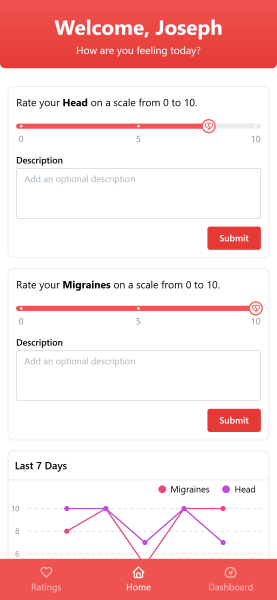 Welcome, Joseph
How are you feeling today?
Rate your Head on a scale from 0 to 10.
0 5 10
Description
Add an optional description
Submit
Rate your Migraines on a scale from 0 to 10.
0 5 10
Description
Add an optional description
Submit
Last 7 Days
Migraines Head
10
8
6
Ratings Home Dashboard